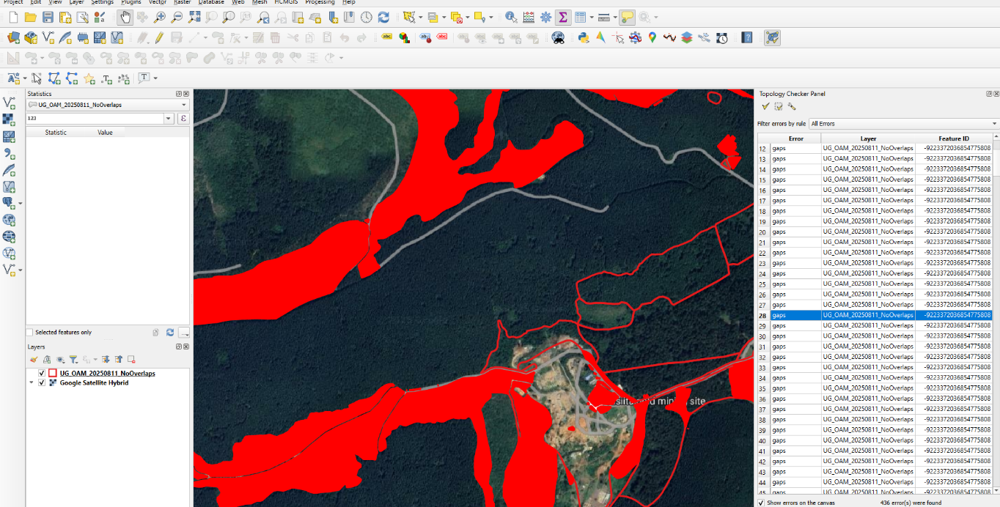 Project Edit View Layer Settings Plugins Vector Raster Database Web Mesh HCMGIS Processing Help
Statistics
UG_OAM_20250811_NoOverlaps
123
ε
Statistic Value
Selected features only
Layers
UG_OAM_20250811_NoOverlaps
Google Satellite Hybrid
mining site
Topology Checker Panel
Filter errors by rule All Errors
Error Layer Feature ID
12 gaps UG_OAM_20250811_NoOverlaps -9223372036854775808
13 gaps UG_OAM_20250811_NoOverlaps -9223372036854775808
14 gaps UG_OAM_20250811_NoOverlaps -9223372036854775808
15 gaps UG_OAM_20250811_NoOverlaps -9223372036854775808
16 gaps UG_OAM_20250811_NoOverlaps -9223372036854775808
17 gaps UG_OAM_20250811_NoOverlaps -9223372036854775808
18 gaps UG_OAM_20250811_NoOverlaps -9223372036854775808
19 gaps UG_OAM_20250811_NoOverlaps -9223372036854775808
20 gaps UG_OAM_20250811_NoOverlaps -9223372036854775808
21 gaps UG_OAM_20250811_NoOverlaps -9223372036854775808
22 gaps UG_OAM_20250811_NoOverlaps -9223372036854775808
23 gaps UG_OAM_20250811_NoOverlaps -9223372036854775808
24 gaps UG_OAM_20250811_NoOverlaps -9223372036854775808
25 gaps UG_OAM_20250811_NoOverlaps -9223372036854775808
26 gaps UG_OAM_20250811_NoOverlaps -9223372036854775808
27 gaps UG_OAM_20250811_NoOverlaps -9223372036854775808
28 gaps UG_OAM_20250811_NoOverlaps -9223372036854775808
29 gaps UG_OAM_20250811_NoOverlaps -9223372036854775808
30 gaps UG_OAM_20250811_NoOverlaps -9223372036854775808
31 gaps UG_OAM_20250811_NoOverlaps -9223372036854775808
32 gaps UG_OAM_20250811_NoOverlaps -9223372036854775808
33 gaps UG_OAM_20250811_NoOverlaps -9223372036854775808
34 gaps UG_OAM_20250811_NoOverlaps -9223372036854775808
35 gaps UG_OAM_20250811_NoOverlaps -9223372036854775808
36 gaps UG_OAM_20250811_NoOverlaps -9223372036854775808
37 gaps UG_OAM_20250811_NoOverlaps -9223372036854775808
38 gaps UG_OAM_20250811_NoOverlaps -9223372036854775808
39 gaps UG_OAM_20250811_NoOverlaps -9223372036854775808
40 gaps UG_OAM_20250811_NoOverlaps -9223372036854775808
41 gaps UG_OAM_20250811_NoOverlaps -9223372036854775808
42 gaps UG_OAM_20250811_NoOverlaps -9223372036854775808
43 gaps UG_OAM_20250811_NoOverlaps -9223372036854775808
44 gaps UG_OAM_20250811_NoOverlaps -9223372036854775808
45 gaps UG_OAM_20250811_NoOverlaps -9223372036854775808
Show errors on the canvas 436 error(s) were found